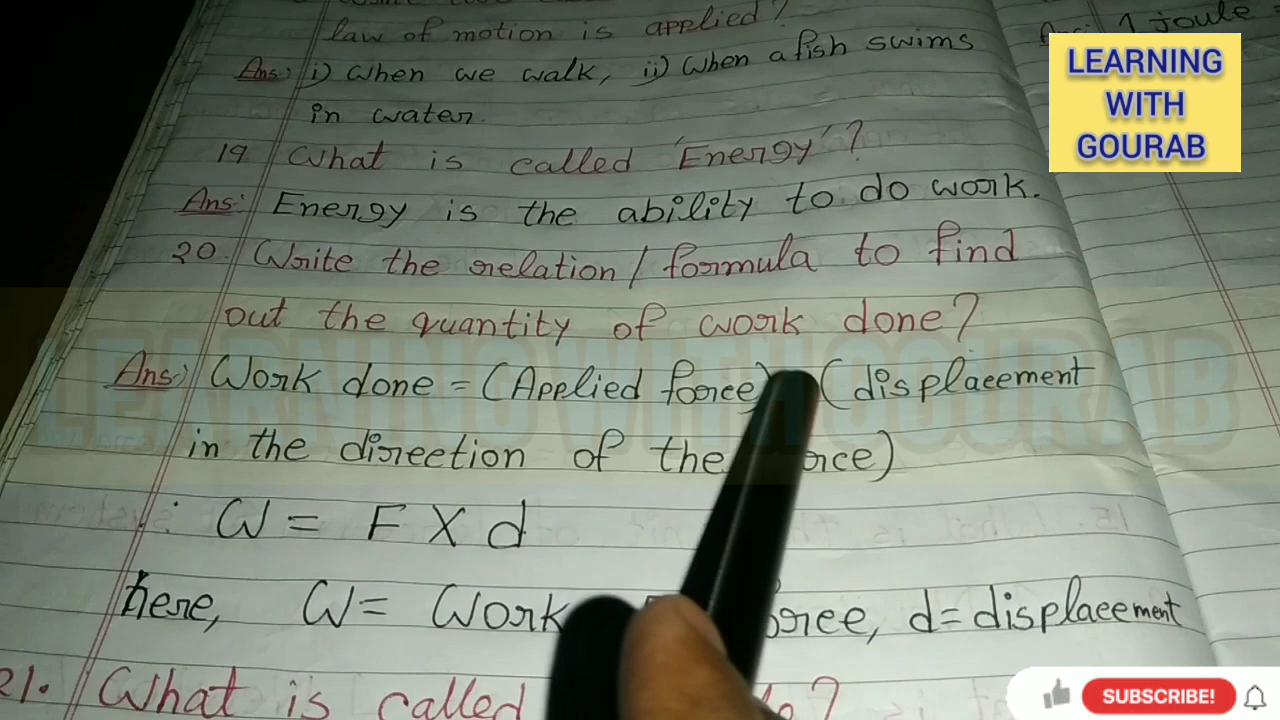 law of motion is applied?
Ans: i) When we walk, ii) When a fish swims
in water.
19 What is called 'Energy'?
Ans: Energy is the ability to do work.
20. Write the relation / formula to find
out the quantity of work done?
Ans: Work done = (Applied force) (displacement
in the direction of the
W = F X d
here, W = Work, d = displacement
21. What is called
1 joule =
LEARNING
WITH
GOURAB
LEARNING WITH GOURAB
SUBSCRIBE!